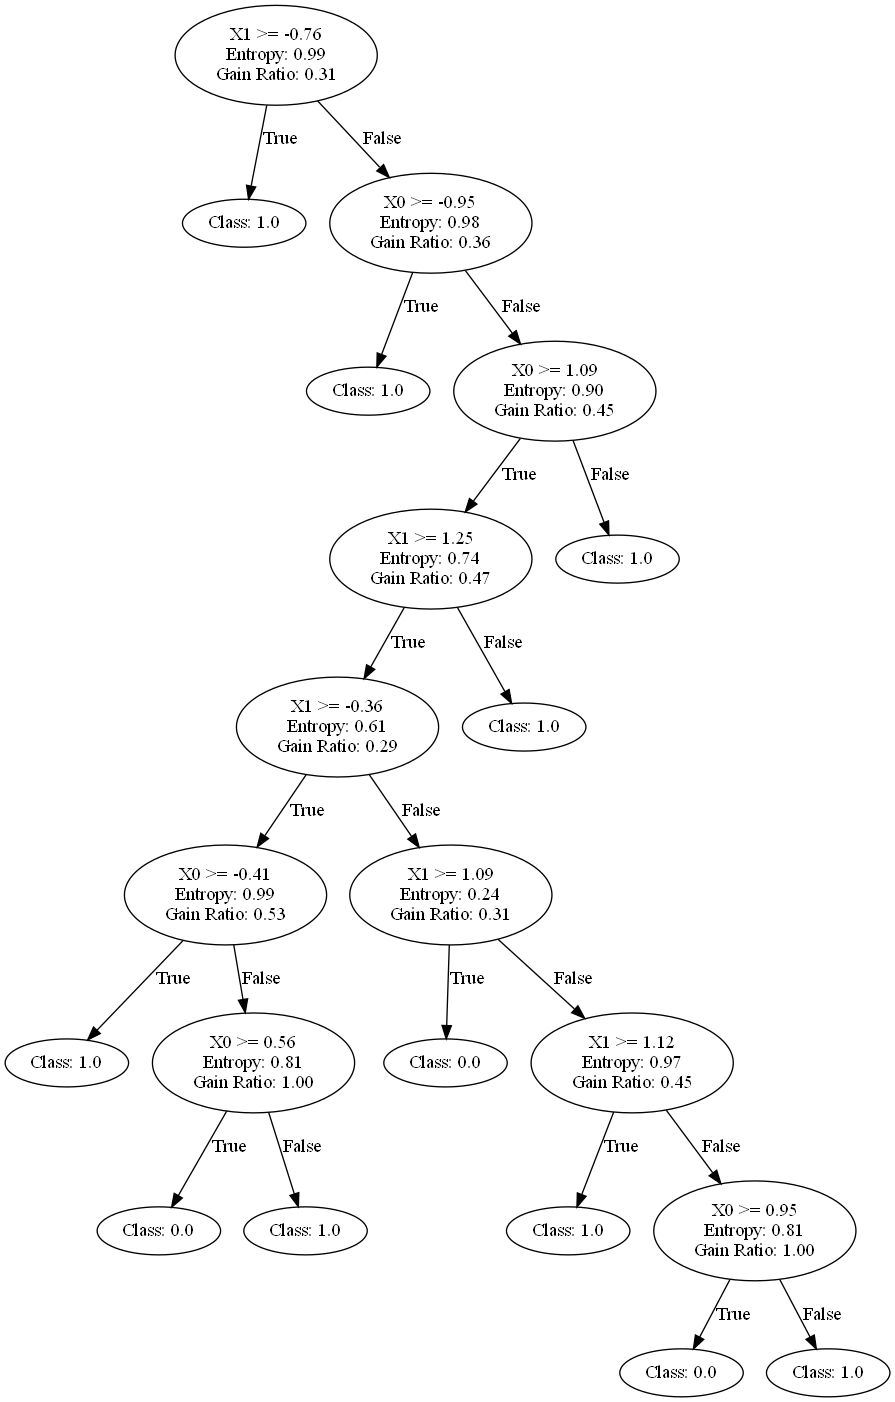 X1 >= -0.76
Entropy: 0.99
Gain Ratio: 0.31
True
False
Class: 1.0
X0 >= -0.95
Entropy: 0.98
Gain Ratio: 0.36
True
False
Class: 1.0
X0 >= 1.09
Entropy: 0.90
Gain Ratio: 0.45
True
False
X1 >= 1.25
Entropy: 0.74
Gain Ratio: 0.47
Class: 1.0
True
False
X1 >= -0.36
Entropy: 0.61
Gain Ratio: 0.29
Class: 1.0
True
False
X0 >= -0.41
Entropy: 0.99
Gain Ratio: 0.53
X1 >= 1.09
Entropy: 0.24
Gain Ratio: 0.31
True
False
True
False
Class: 1.0
X0 >= 0.56
Entropy: 0.81
Gain Ratio: 1.00
Class: 0.0
X1 >= 1.12
Entropy: 0.97
Gain Ratio: 0.45
True
False
True
False
Class: 0.0
Class: 1.0
Class: 1.0
X0 >= 0.95
Entropy: 0.81
Gain Ratio: 1.00
True
False
Class: 0.0
Class: 1.0